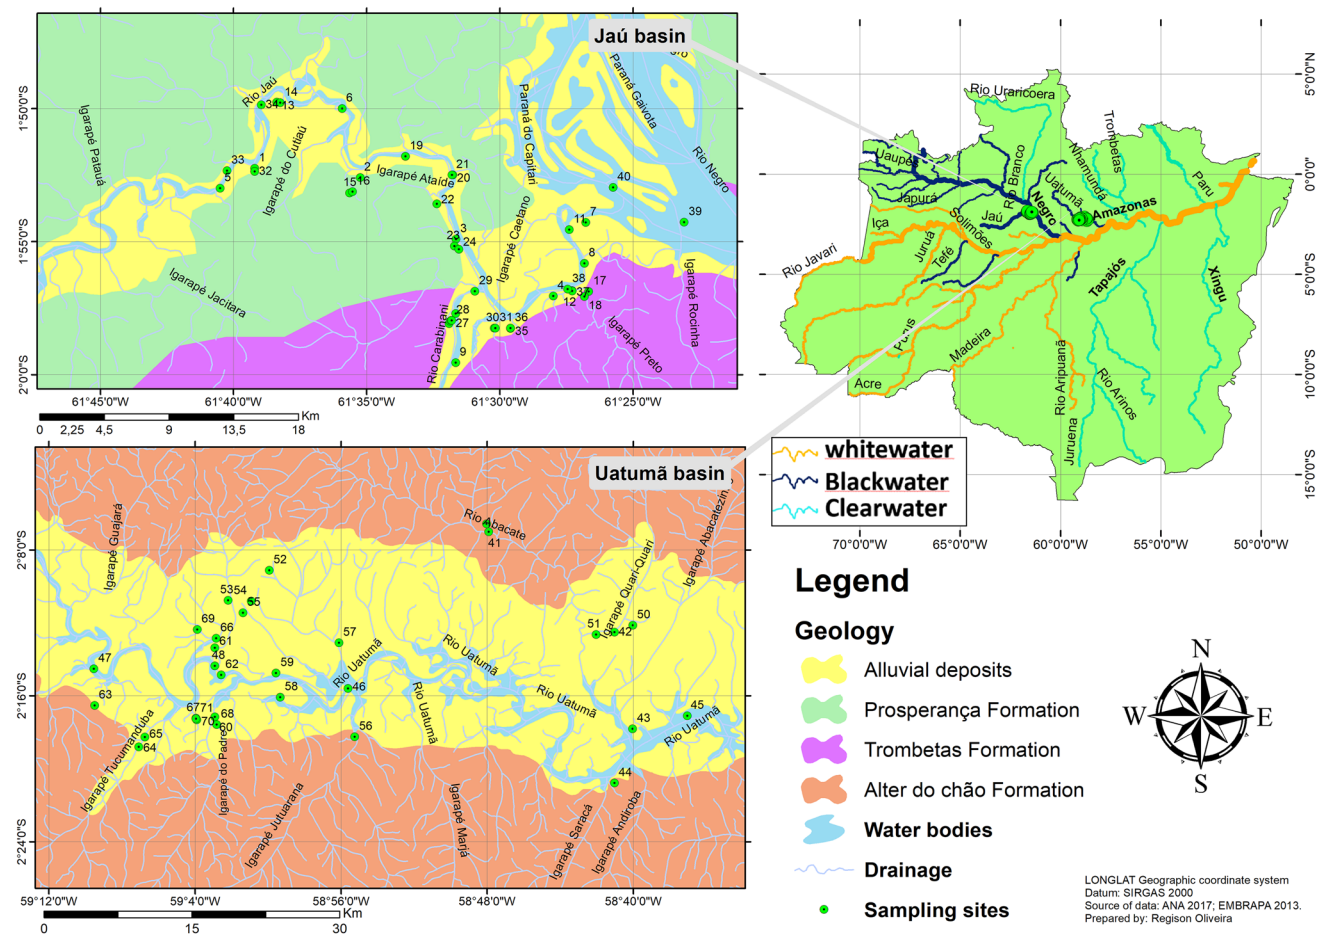 Jaú basin
Rio Jaú
14
34
13
6
Igarapé Patauá
Igarapé do Cutiaú
33
1
5
32
2
1516
19
Igarapé Ataíde
21
20
22
3
23
24
Paraná do Capitari
Paraná Gaivota
Rio Negro
40
39
7
11
8
Igarapé Caetano
29
4
38
37
17
12
18
28
27
3031
36
35
9
Rio Carabinani
Igarapé Jacitara
Igarapé Preto
Igarapé Rocinha
1°50'0"S
1°55'0"S
2°0'0"S
61°45'0"W
61°40'0"W
61°35'0"W
61°30'0"W
61°25'0"W
0
2,25
4,5
9
13,5
18
Km
Uatumã basin
Igarapé Guajará
Rio Abacate
41
Igarapé Quari-Quari
Igarapé Abacatezinho
52
5354
55
69
66
61
48
62
59
58
57
46
56
47
63
65
64
6771
70
68
60
51
42
50
43
45
44
Rio Uatumã
Rio Uatumã
Rio Uatumã
Rio Uatumã
Rio Uatumã
Igarapé Tucumanduba
Igarapé do Padre
Igarapé Jutuarana
Igarapé Marjá
Igarapé Saracá
Igarapé Andiroba
2°8'0"S
2°16'0"S
2°24'0"S
59°12'0"W
59°4'0"W
58°56'0"W
58°48'0"W
58°40'0"W
0
15
30
Km
Rio Uraricoera
Uaupé
Japurá
Rio Branco
Negro
Nhamundá
Trombetas
Uatumã
Paru
Amazonas
Jaú
Solimões
Iça
Juruá
Tefé
Rio Javari
Purus
Madeira
Acre
Rio Aripuanã
Juruena
Rio Arinos
Tapajós
Xingu
5°0'0"N
0°0'0"
5°0'0"S
10°0'0"S
15°0'0"S
70°0'0"W
65°0'0"W
60°0'0"W
55°0'0"W
50°0'0"W
whitewater
Blackwater
Clearwater
Legend
Geology
Alluvial deposits
Prosperança Formation
Trombetas Formation
Alter do chão Formation
Water bodies
Drainage
Sampling sites
N
W
E
S
LONGLAT Geographic coordinate system
Datum: SIRGAS 2000
Source of data: ANA 2017; EMBRAPA 2013.
Prepared by: Regison Oliveira